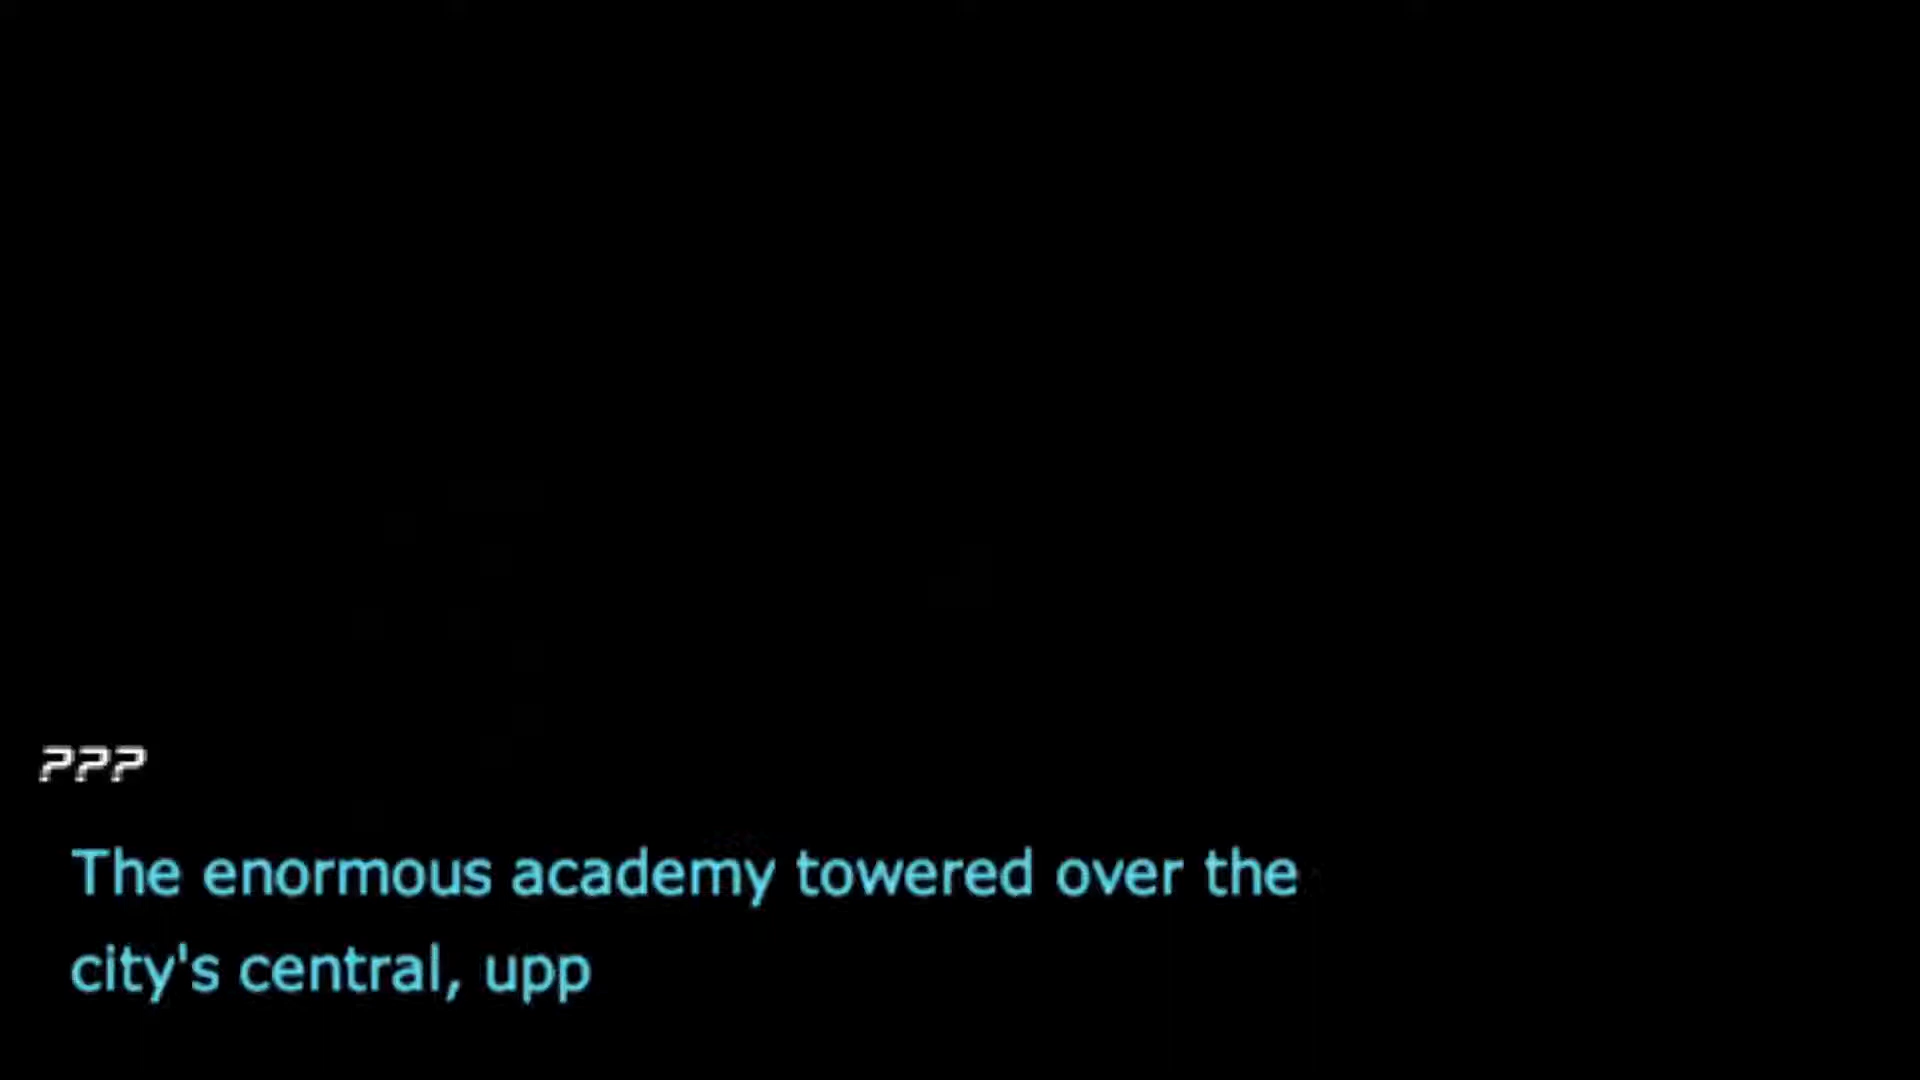 ???
The enormous academy towered over the
city's central, upp